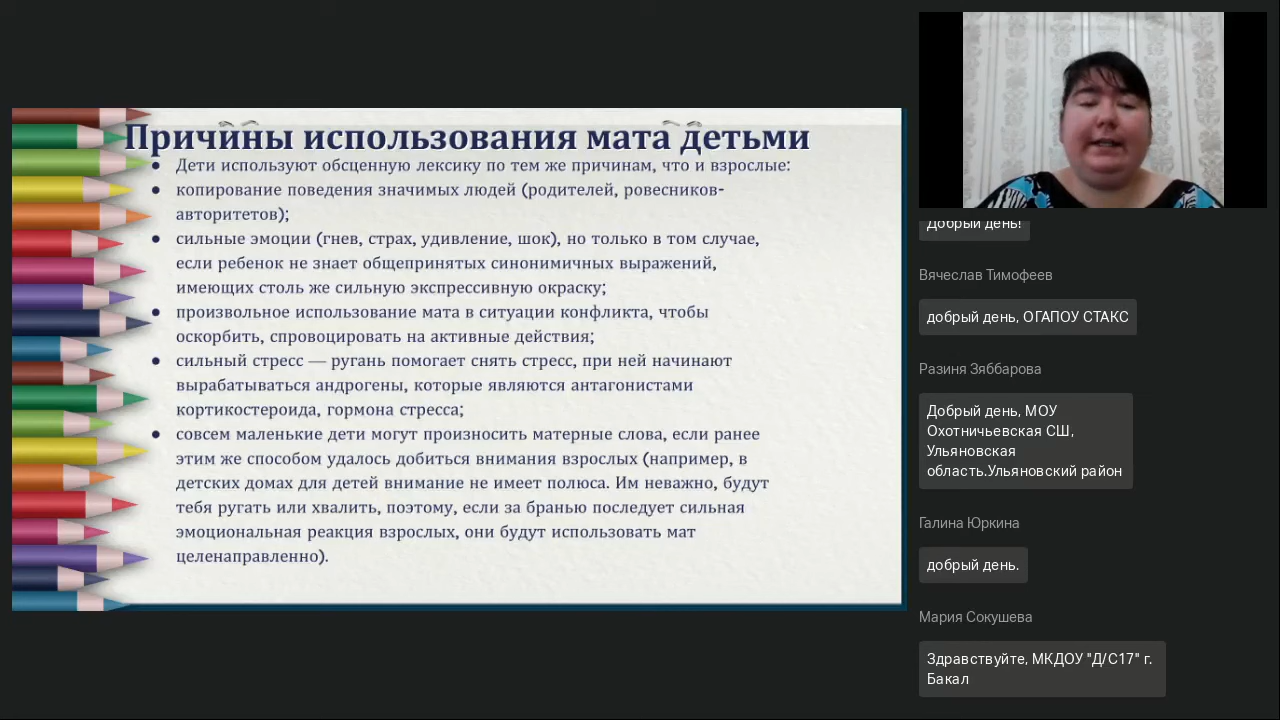 Причины использования мата детьми
• Дети используют обсценную лексику по тем же причинам, что и взрослые:
• копирование поведения значимых людей (родителей, ровесников-
авторитетов);
• сильные эмоции (гнев, страх, удивление, шок), но только в том случае,
если ребенок не знает общепринятых синонимичных выражений,
имеющих столь же сильную экспрессивную окраску;
• произвольное использование мата в ситуации конфликта, чтобы
оскорбить, спровоцировать на активные действия;
• сильный стресс — ругань помогает снять стресс, при ней начинают
вырабатываться андрогены, которые являются антагонистами
кортикостероида, гормона стресса;
• совсем маленькие дети могут произносить матерные слова, если ранее
этим же способом удалось добиться внимания взрослых (например, в
детских домах для детей внимание не имеет полюса. Им неважно, будут
тебя ругать или хвалить, поэтому, если за бранью последует сильная
эмоциональная реакция взрослых, они будут использовать мат
целенаправленно).
Добрый день!
Вячеслав Тимофеев
добрый день, ОГАПОУ СТАКС
Разиня Зяббарова
Добрый день, МОУ
Охотничьевская СШ,
Ульяновская
область.Ульяновский район
Галина Юркина
добрый день.
Мария Сокушева
Здравствуйте, МКДОУ "Д/С17" г.
Бакал